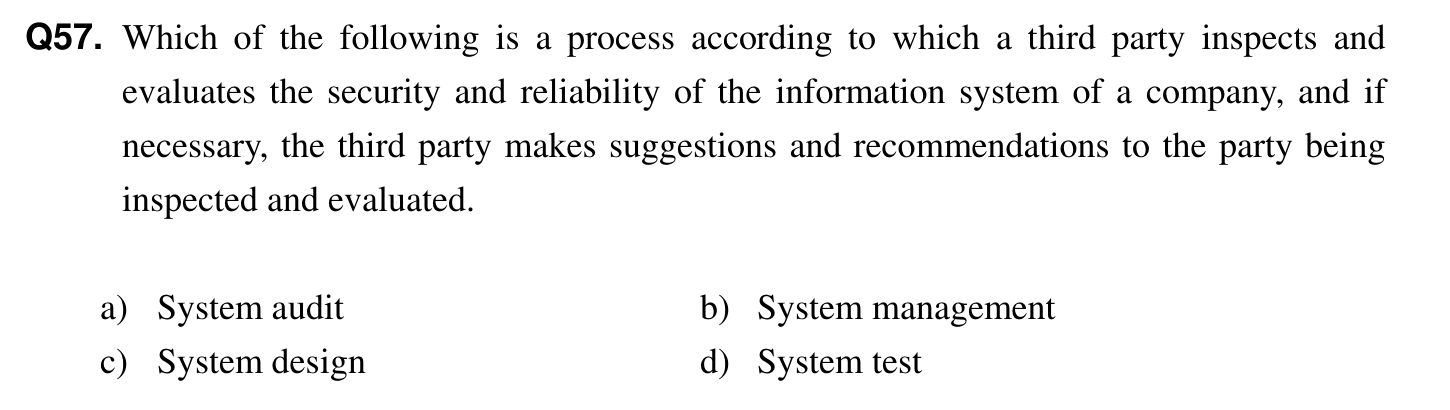 Q57. Which of the following is a process according to which a third party inspects and
evaluates the security and reliability of the information system of a company, and if
necessary, the third party makes suggestions and recommendations to the party being
inspected and evaluated.
a) System audit b) System management
c) System design d) System test